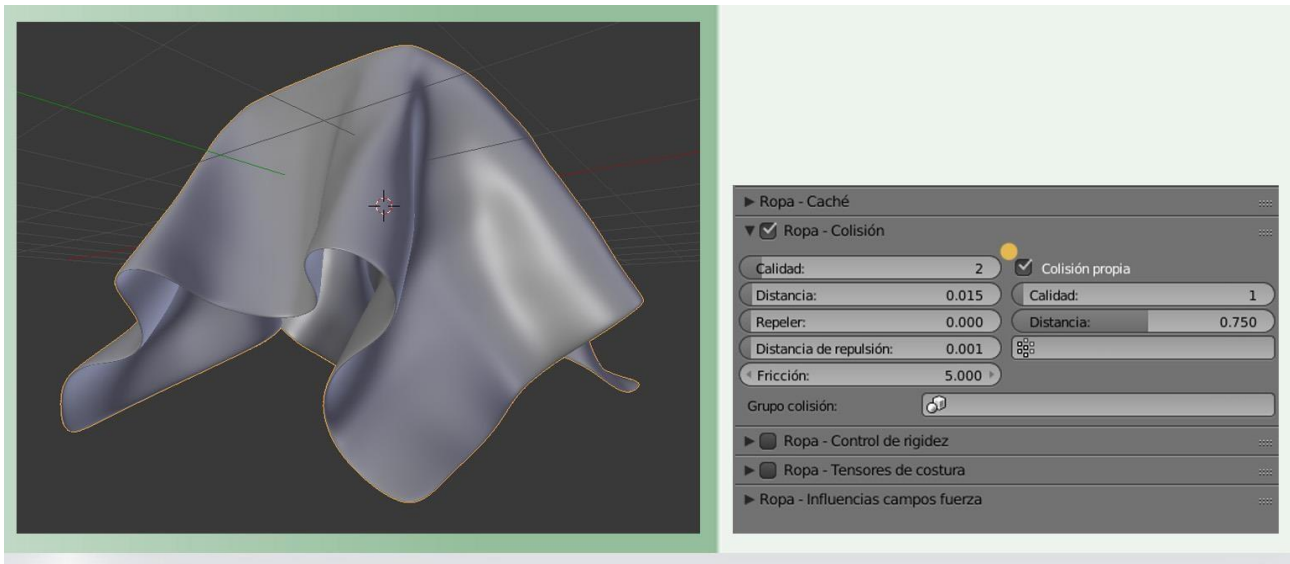 Ropa - Caché
Ropa - Colisión
Calidad: 2
Colisión propia
Distancia: 0.015
Calidad: 1
Repeler: 0.000
Distancia: 0.750
Distancia de repulsión: 0.001
Fricción: 5.000
Grupo colisión:
Ropa - Control de rigidez
Ropa - Tensores de costura
Ropa - Influencias campos fuerza